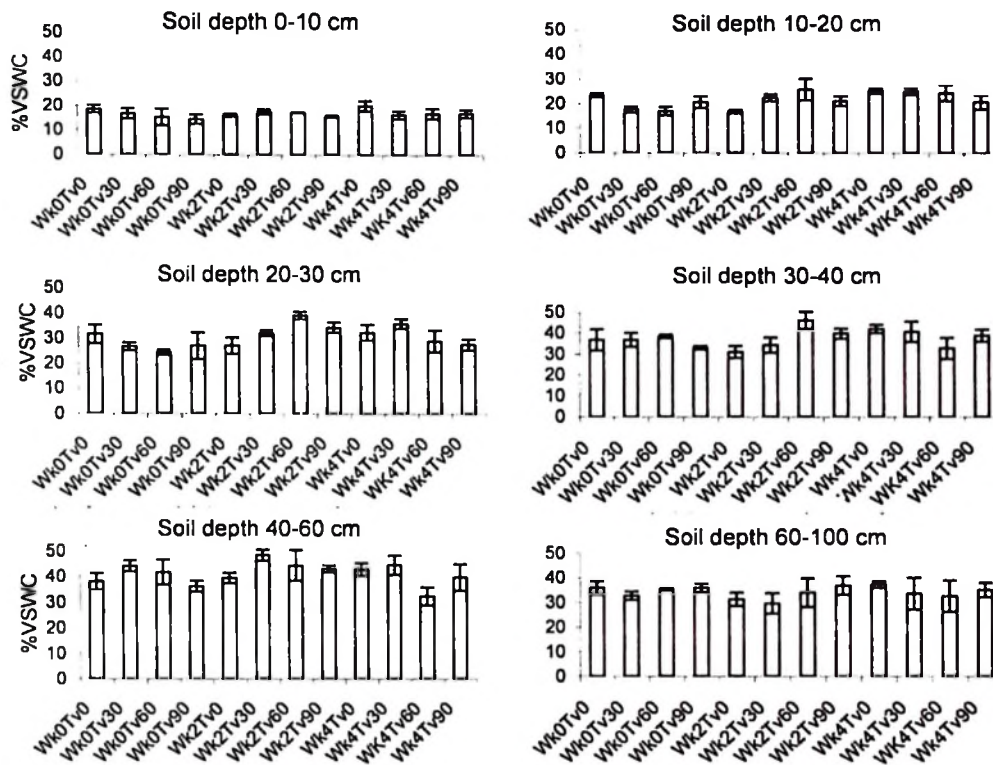 Soil depth 0-10 cm
%VSWC
50
40
30
20
10
0
Wk0Tv0
Wk0Tv30
Wk0Tv60
Wk0Tv90
Wk2Tv0
Wk2Tv30
Wk2Tv60
Wk2Tv90
Wk4Tv0
Wk4Tv30
WK4Tv60
Wk4Tv90
Soil depth 10-20 cm
50
40
30
20
10
0
Wk0Tv0
Wk0Tv30
Wk0Tv60
Wk0Tv90
Wk2Tv0
Wk2Tv30
Wk2Tv60
Wk2Tv90
Wk4Tv0
Wk4Tv30
WK4Tv60
Wk4Tv90
Soil depth 20-30 cm
%VSWC
50
40
30
20
10
0
Wk0Tv0
Wk0Tv30
Wk0Tv60
Wk0Tv90
Wk2Tv0
Wk2Tv30
Wk2Tv60
Wk2Tv90
Wk4Tv0
Wk4Tv30
WK4Tv60
Wk4Tv90
Soil depth 30-40 cm
50
40
30
20
10
0
Wk0Tv0
Wk0Tv30
Wk0Tv60
Wk0Tv90
Wk2Tv0
Wk2Tv30
Wk2Tv60
Wk2Tv90
Wk4Tv0
Wk4Tv30
WK4Tv60
Wk4Tv90
Soil depth 40-60 cm
%VSWC
50
40
30
20
10
0
Wk0Tv0
Wk0Tv30
Wk0Tv60
Wk0Tv90
Wk2Tv0
Wk2Tv30
Wk2Tv60
Wk2Tv90
Wk4Tv0
Wk4Tv30
WK4Tv60
Wk4Tv90
Soil depth 60-100 cm
50
40
30
20
10
0
Wk0Tv0
Wk0Tv30
Wk0Tv60
Wk0Tv90
Wk2Tv0
Wk2Tv30
Wk2Tv60
Wk2Tv90
Wk4Tv0
Wk4Tv30
WK4Tv60
Wk4Tv90